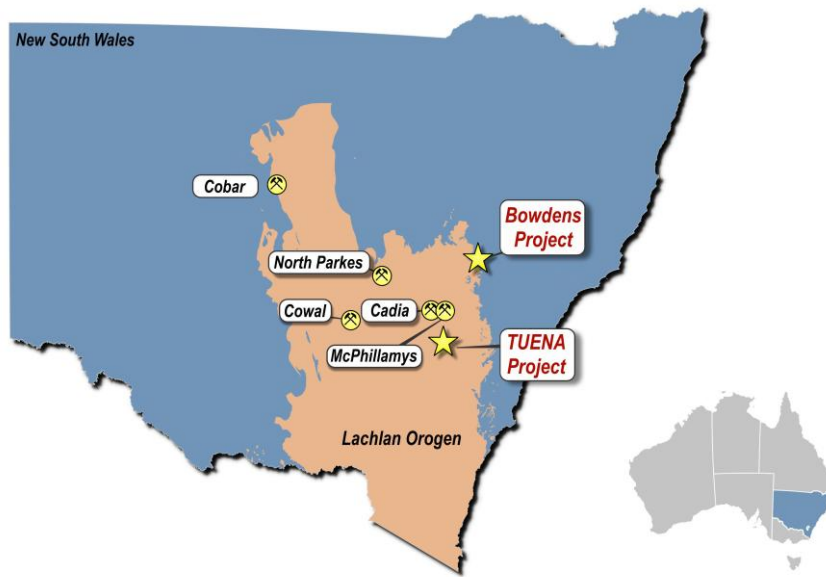 New South Wales
Cobar
Bowdens
Project
North Parkes
Cowal
Cadia
McPhillamys
TUENA
Project
Lachlan Orogen